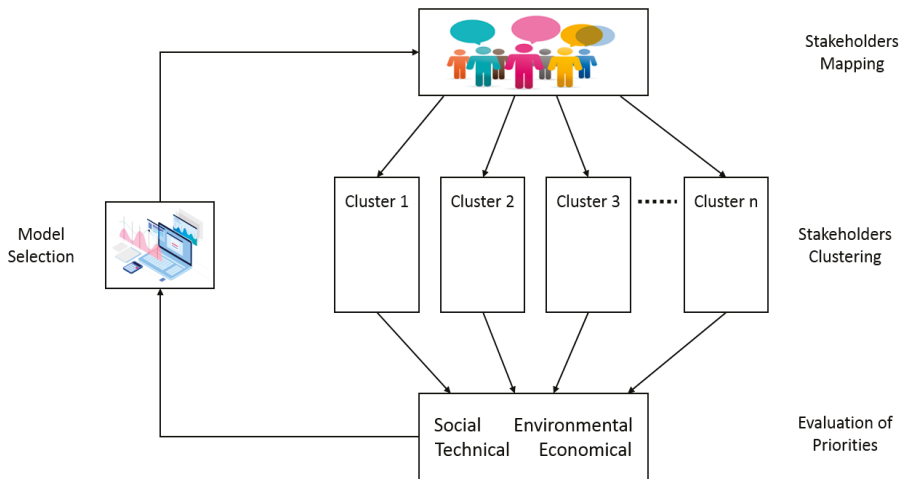 Stakeholders
Mapping
Cluster 1
Cluster 2
Cluster 3
Cluster n
Model
Selection
Stakeholders
Clustering
Social Environmental
Technical Economical
Evaluation of
Priorities